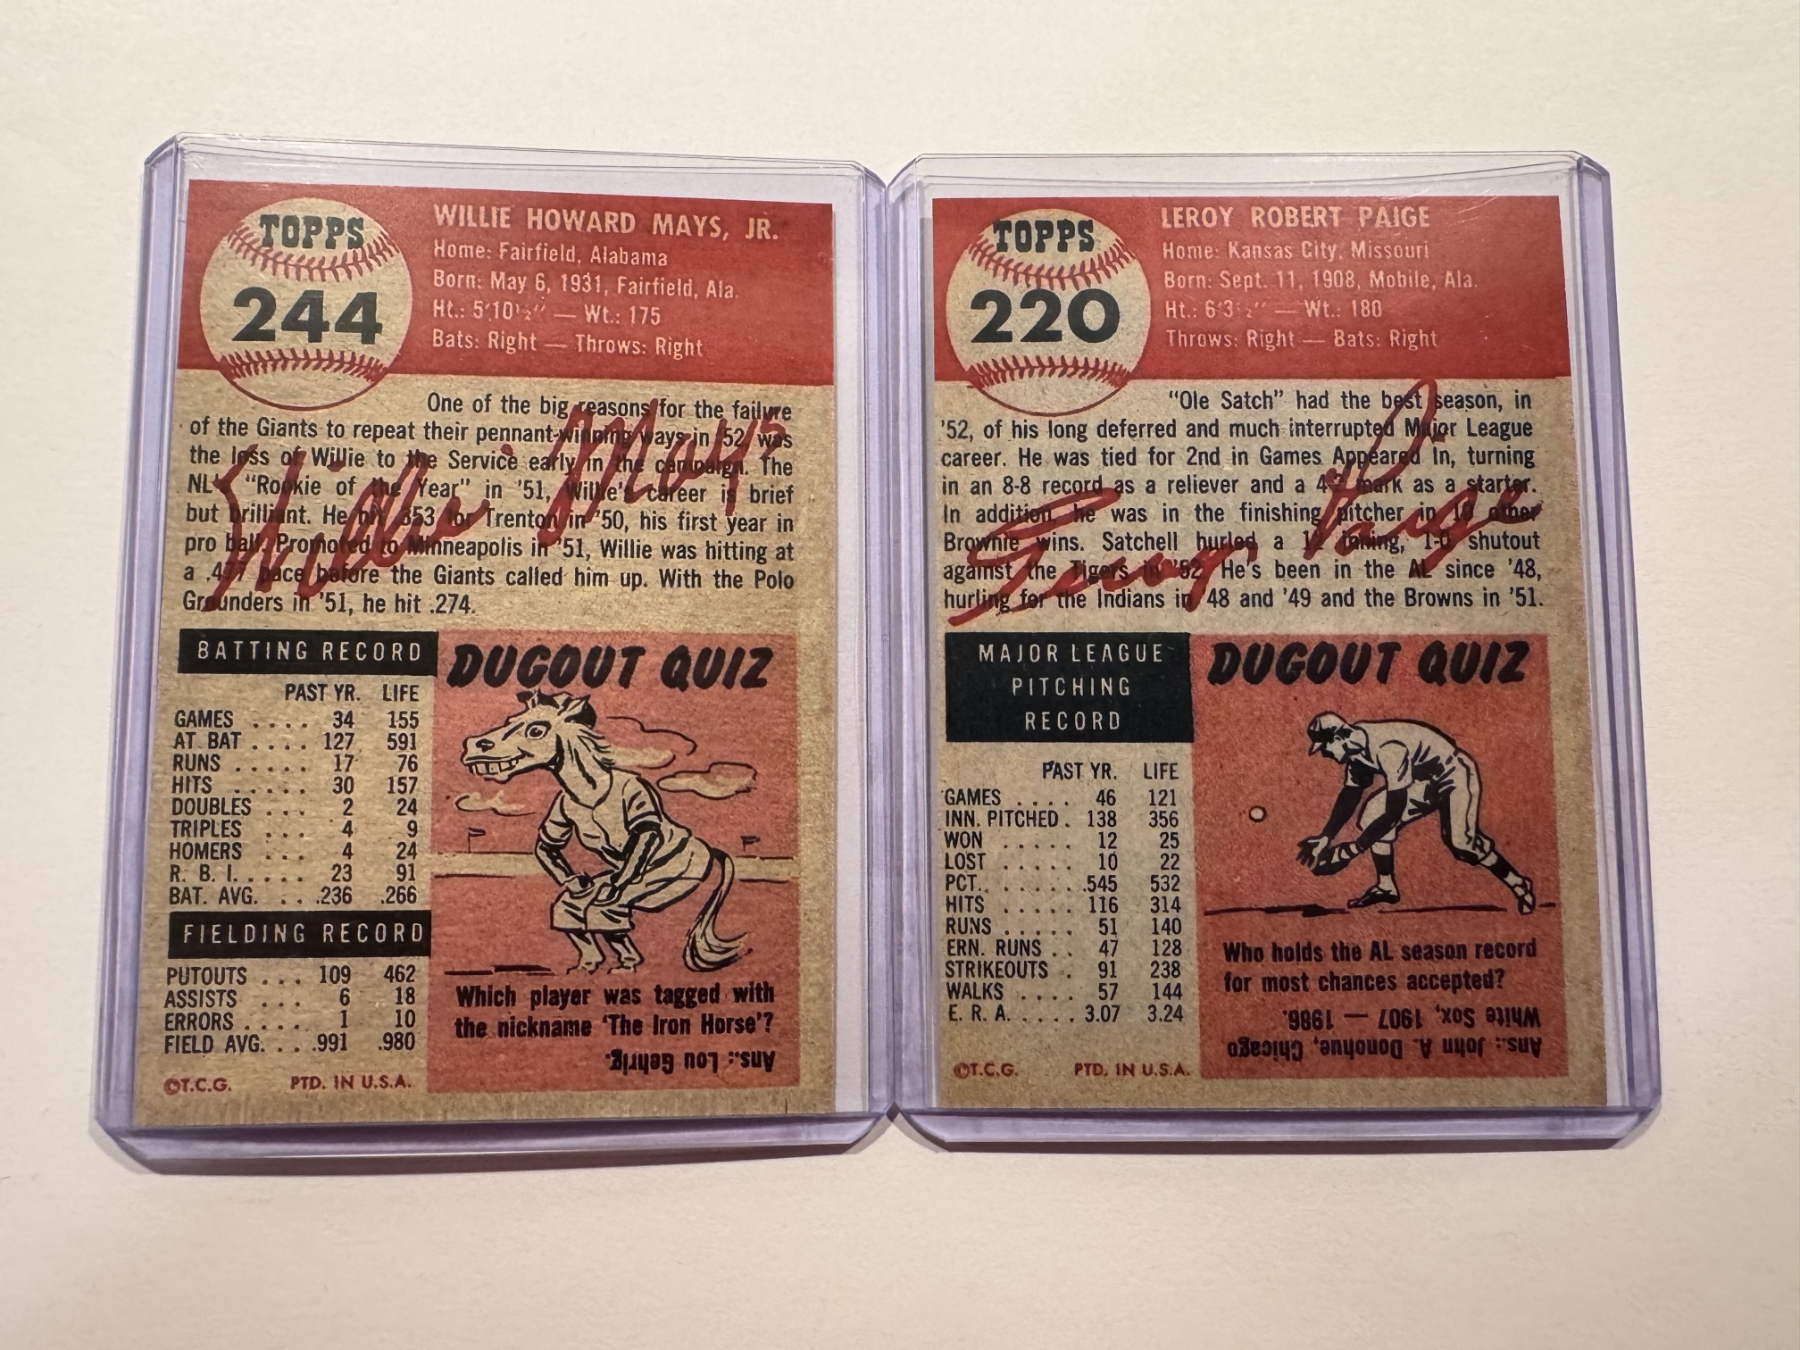 TOPPS
244
WILLIE HOWARD MAYS, JR.
Home: Fairfield, Alabama
Born: May 6, 1931, Fairfield, Ala.
Ht.: 5'10½" — Wt.: 175
Bats: Right — Throws: Right
One of the big reasons for the failure
of the Giants to repeat their pennant-winning ways in '52 was
the loss of Willie to the Service early in the campaign. The
NL "Rookie of the Year" in '51, Willie's career is brief
but brilliant. He hit .353 for Trenton in '50, his first year in
pro ball. Promoted to Minneapolis in '51, Willie was hitting at
a .477 pace before the Giants called him up. With the Polo
Grounders in '51, he hit .274.
Willie Mays
BATTING RECORD
PAST YR. LIFE
GAMES .... 34 155
AT BAT .... 127 591
RUNS ..... 17 76
HITS ..... 30 157
DOUBLES ... 2 24
TRIPLES ... 4 9
HOMERS ... 4 24
R. B. I. .... 23 91
BAT. AVG. .. .236 .266
FIELDING RECORD
PUTOUTS ... 109 462
ASSISTS .... 6 18
ERRORS .... 1 10
FIELD AVG. .. .991 .980
©T.C.G. PTD. IN U.S.A.
DUGOUT QUIZ
Which player was tagged with
the nickname 'The Iron Horse'?
Ans.: Lou Gehrig.
TOPPS
220
LEROY ROBERT PAIGE
Home: Kansas City, Missouri
Born: Sept. 11, 1908, Mobile, Ala.
Ht.: 6'3½" — Wt.: 180
Throws: Right — Bats: Right
"Ole Satch" had the best season, in
'52, of his long deferred and much interrupted Major League
career. He was tied for 2nd in Games Appeared In, turning
in an 8-8 record as a reliever and a 4-2 mark as a starter.
In addition, he was in the finishing pitcher in other
Brownie wins. Satchell hurled a 12 inning, 1-0 shutout
against the Tigers in '52. He's been in the AL since '48,
hurling for the Indians in '48 and '49 and the Browns in '51.
Paige
MAJOR LEAGUE
PITCHING
RECORD
PAST YR. LIFE
GAMES .... 46 121
INN. PITCHED . 138 356
WON ..... 12 25
LOST ..... 10 22
PCT. ...... .545 532
HITS ..... 116 314
RUNS ..... 51 140
ERN. RUNS .. 47 128
STRIKEOUTS . 91 238
WALKS .... 57 144
E. R. A. .... 3.07 3.24
©T.C.G. PTD. IN U.S.A.
DUGOUT QUIZ
Who holds the AL season record
for most chances accepted?
Ans.: John A. Donohue, Chicago
White Sox, 1907 — 1986.